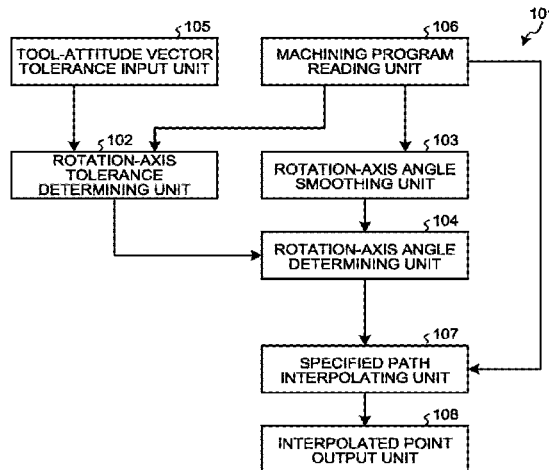 101
105
TOOL-ATTITUDE VECTOR
TOLERANCE INPUT UNIT
106
MACHINING PROGRAM
READING UNIT
102
ROTATION-AXIS
TOLERANCE
DETERMINING UNIT
103
ROTATION-AXIS ANGLE
SMOOTHING UNIT
104
ROTATION-AXIS ANGLE
DETERMINING UNIT
107
SPECIFIED PATH
INTERPOLATING UNIT
108
INTERPOLATED POINT
OUTPUT UNIT